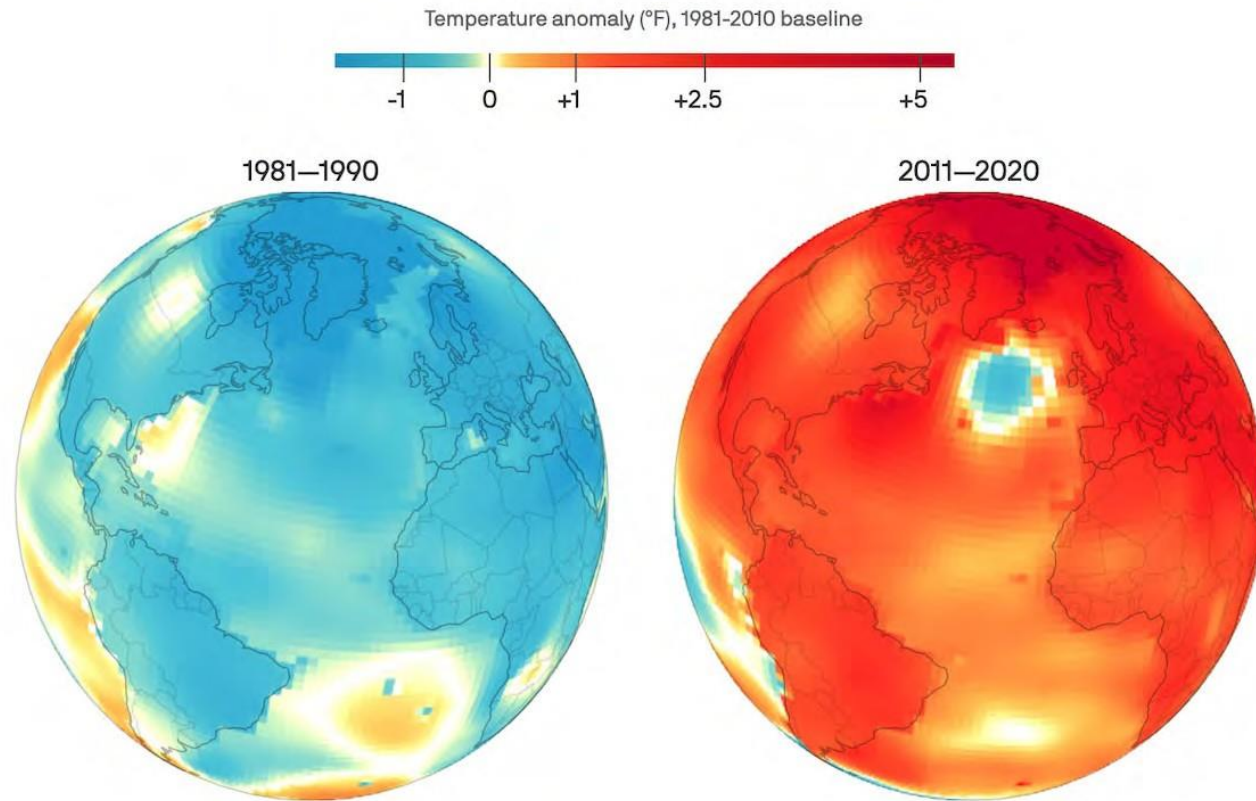 Temperature anomaly (°F), 1981-2010 baseline
-1 0 +1 +2.5 +5
1981—1990 2011—2020